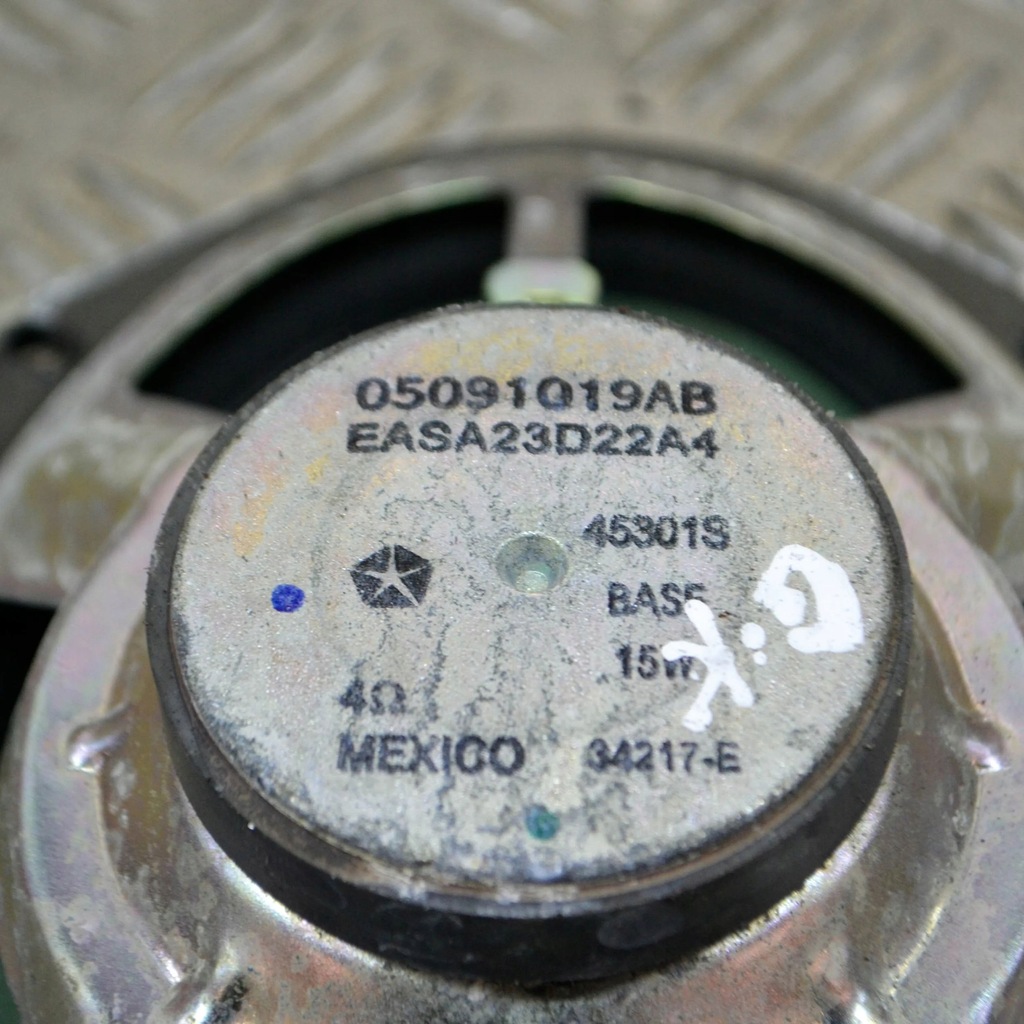 05091019AB
EASA23D22A4
45301S
BASE
15W
4Ω
MEXICO 34217-E